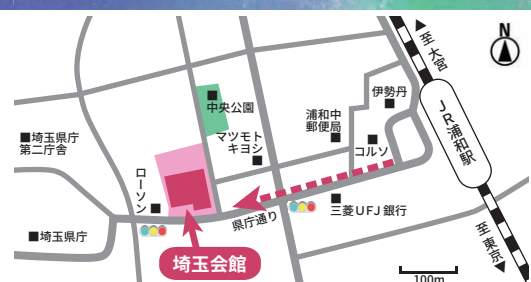 至大宮
N
伊勢丹
中央公園
浦和中
郵便局
JR浦和駅
マツモト
キヨシ
コルソ
■埼玉県庁
第二庁舎
ローソン
三菱UFJ銀行
県庁通り
■埼玉県庁
至東京
埼玉会館
100m